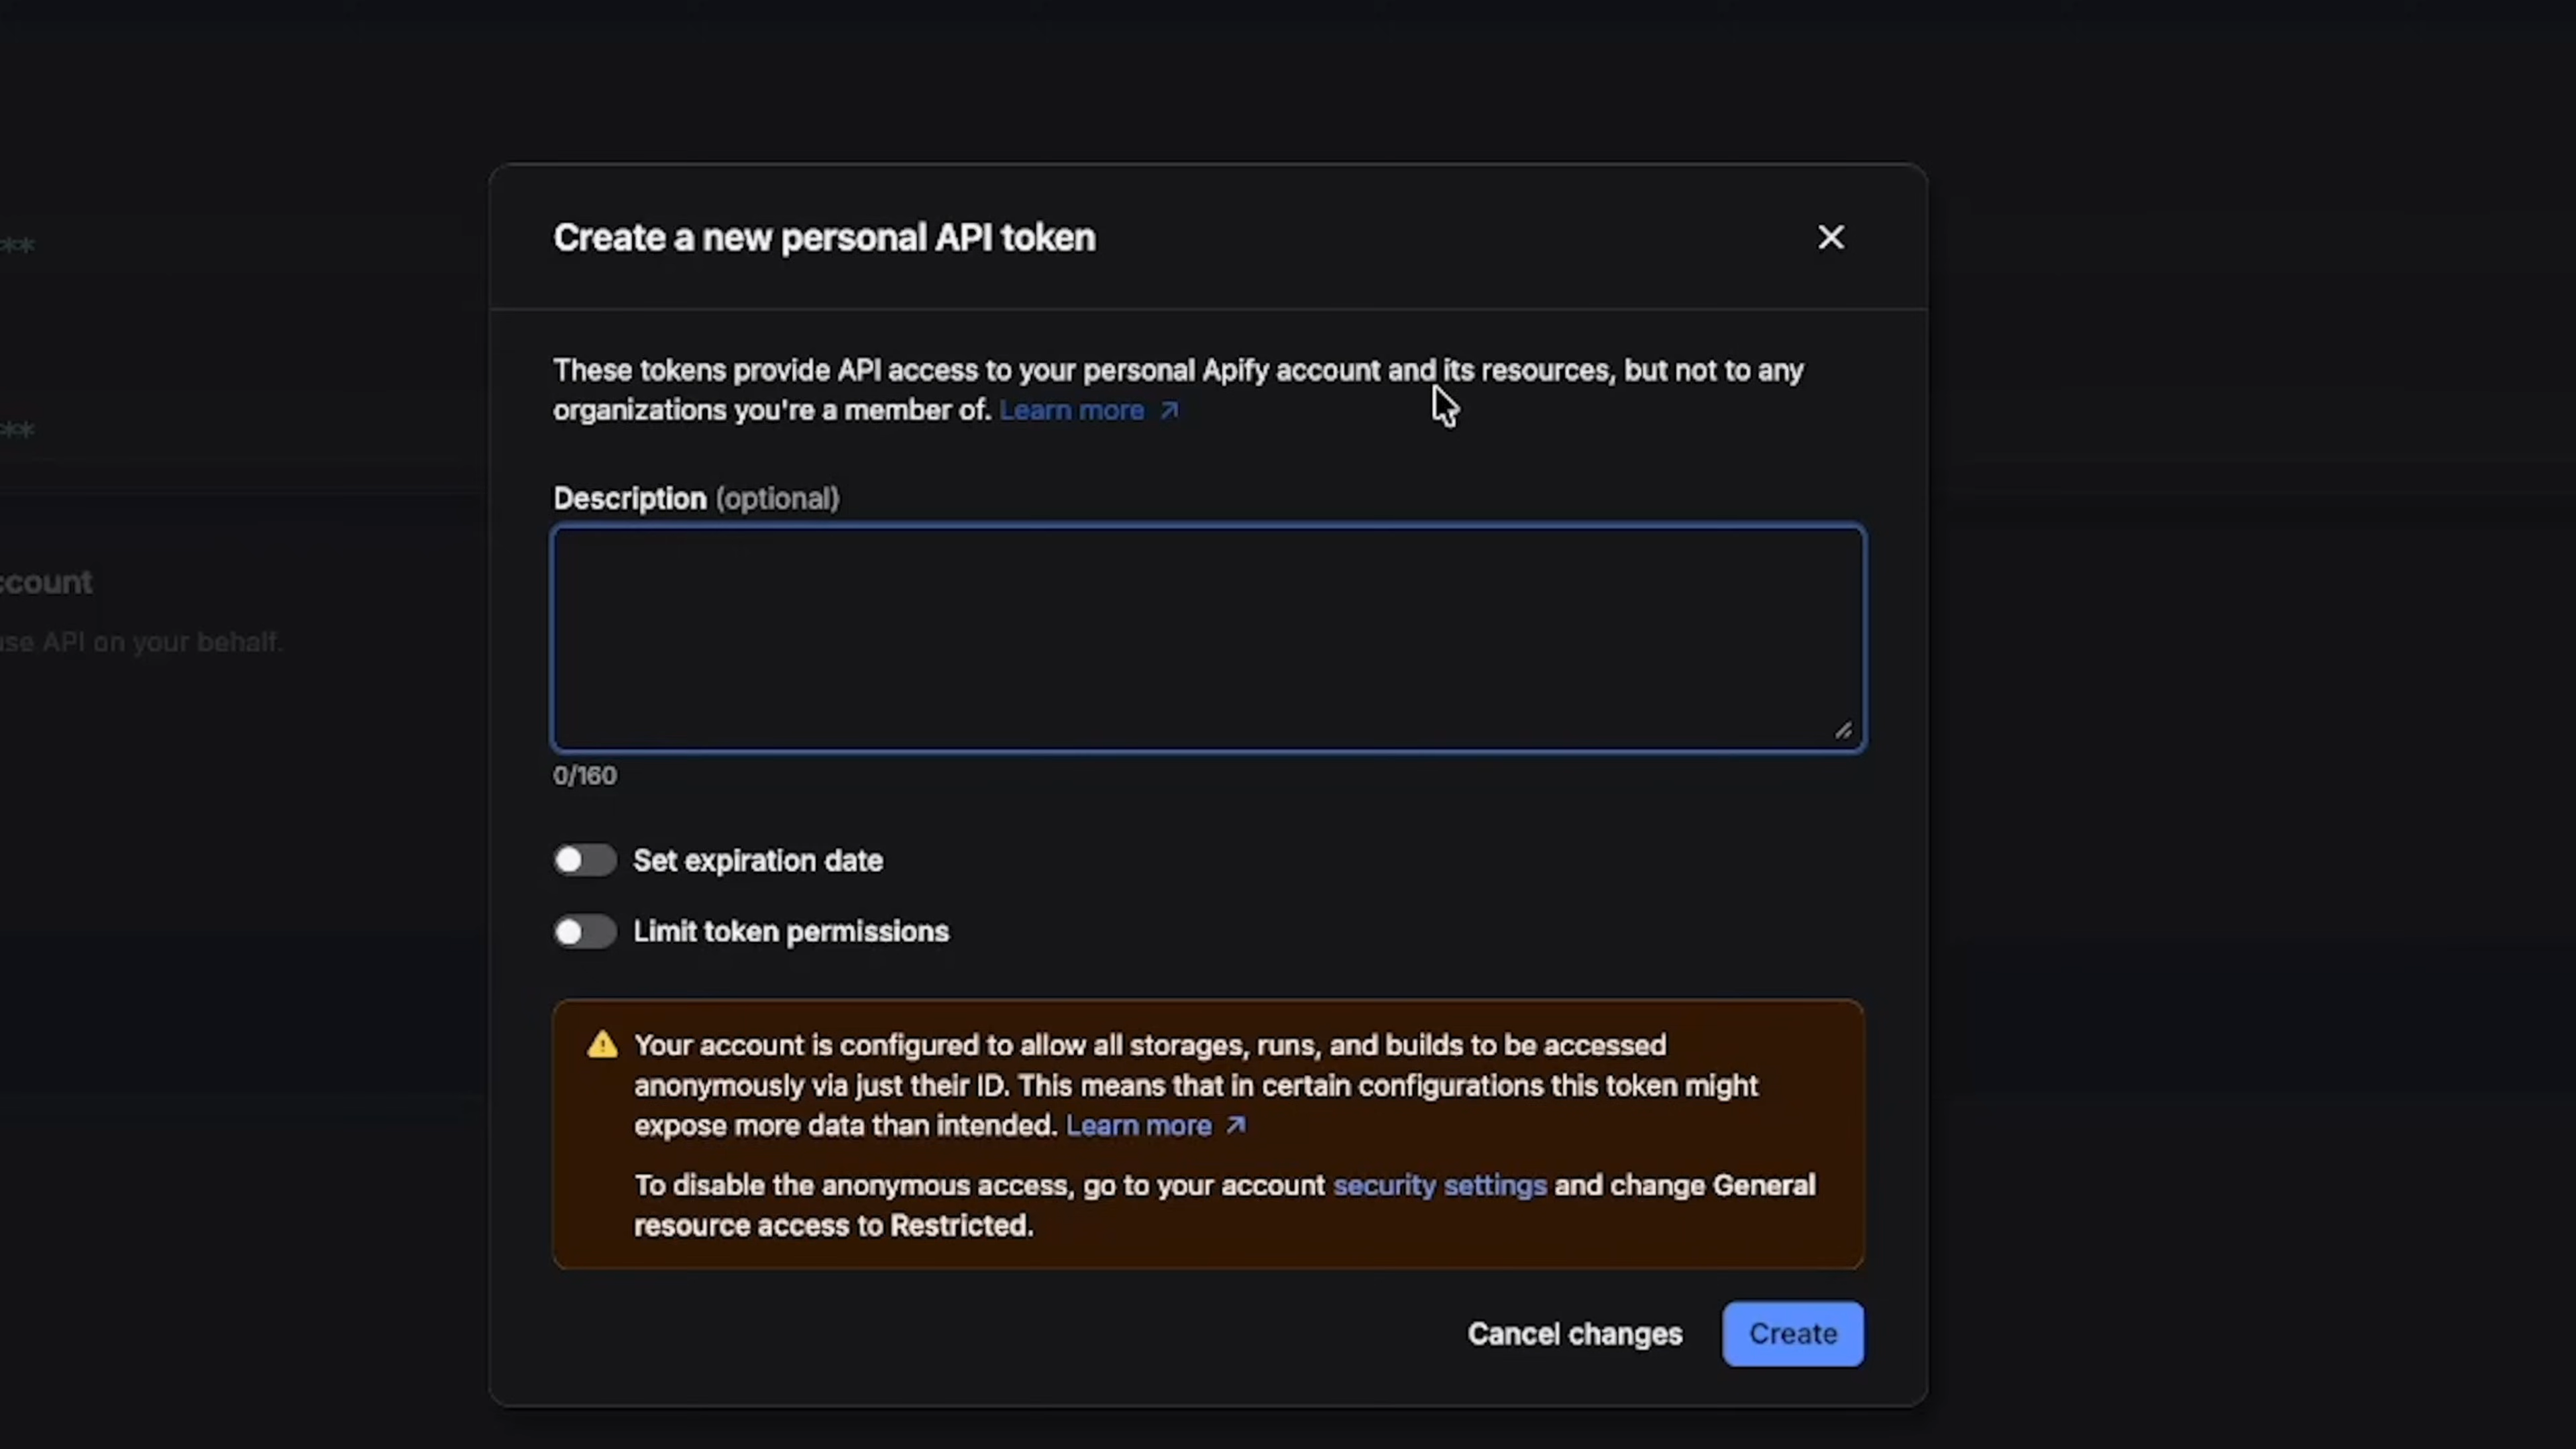 Create a new personal API token
These tokens provide API access to your personal Apify account and its resources, but not to any
organizations you're a member of. Learn more ↗
**
**
Description (optional)
ccount
use API on your behalf.
0/160
Set expiration date
Limit token permissions
Your account is configured to allow all storages, runs, and builds to be accessed
anonymously via just their ID. This means that in certain configurations this token might
expose more data than intended. Learn more ↗
To disable the anonymous access, go to your account security settings and change General
resource access to Restricted.
Cancel changes
Create